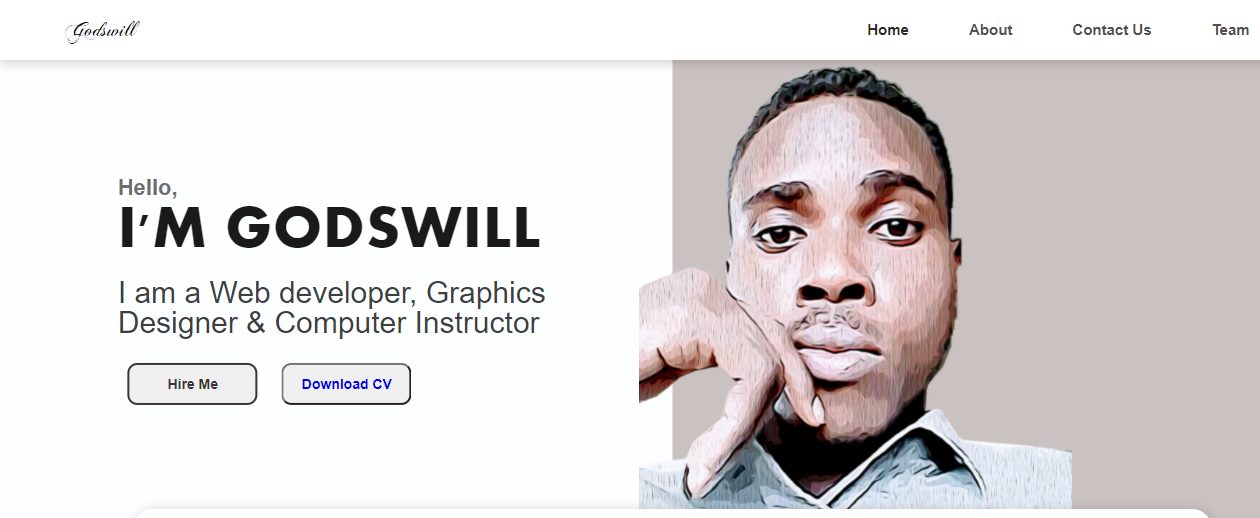 Godswill
Home About Contact Us Team
Hello,
I'M GODSWILL
I am a Web developer, Graphics
Designer & Computer Instructor
Hire Me Download CV